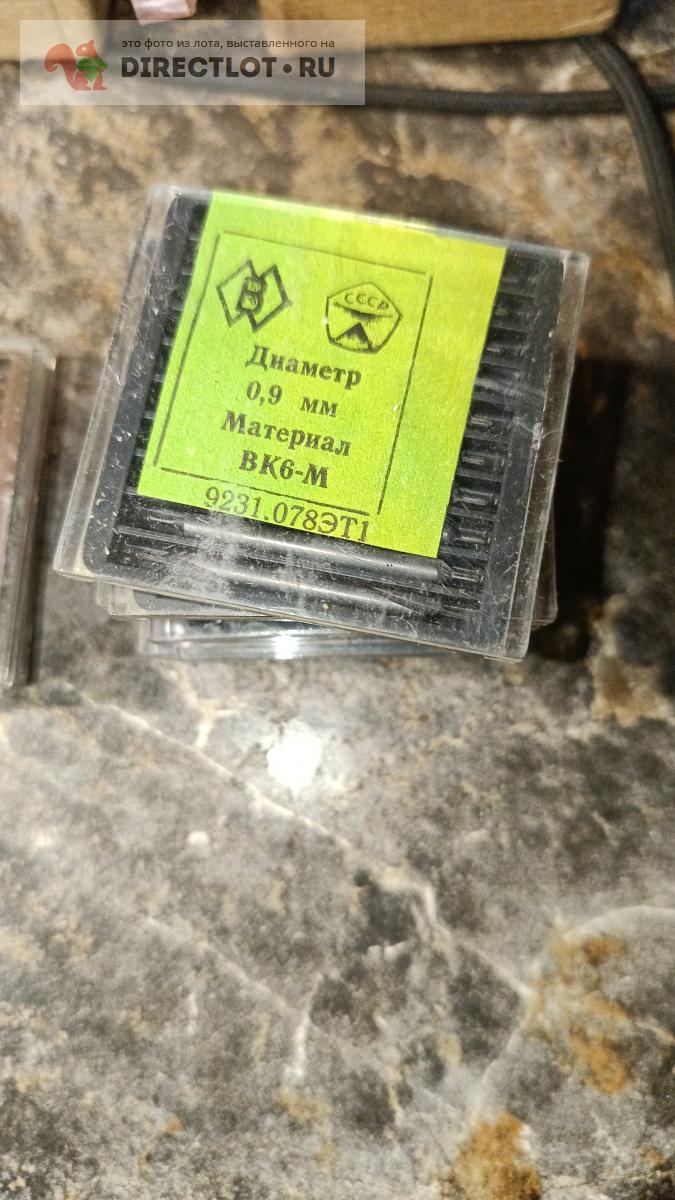 это фото из лота, выставленного на
DIRECTLOT.RU
В
СССР
Диаметр
0,9 мм
Материал
ВК6-М
9231.078ЭТ1